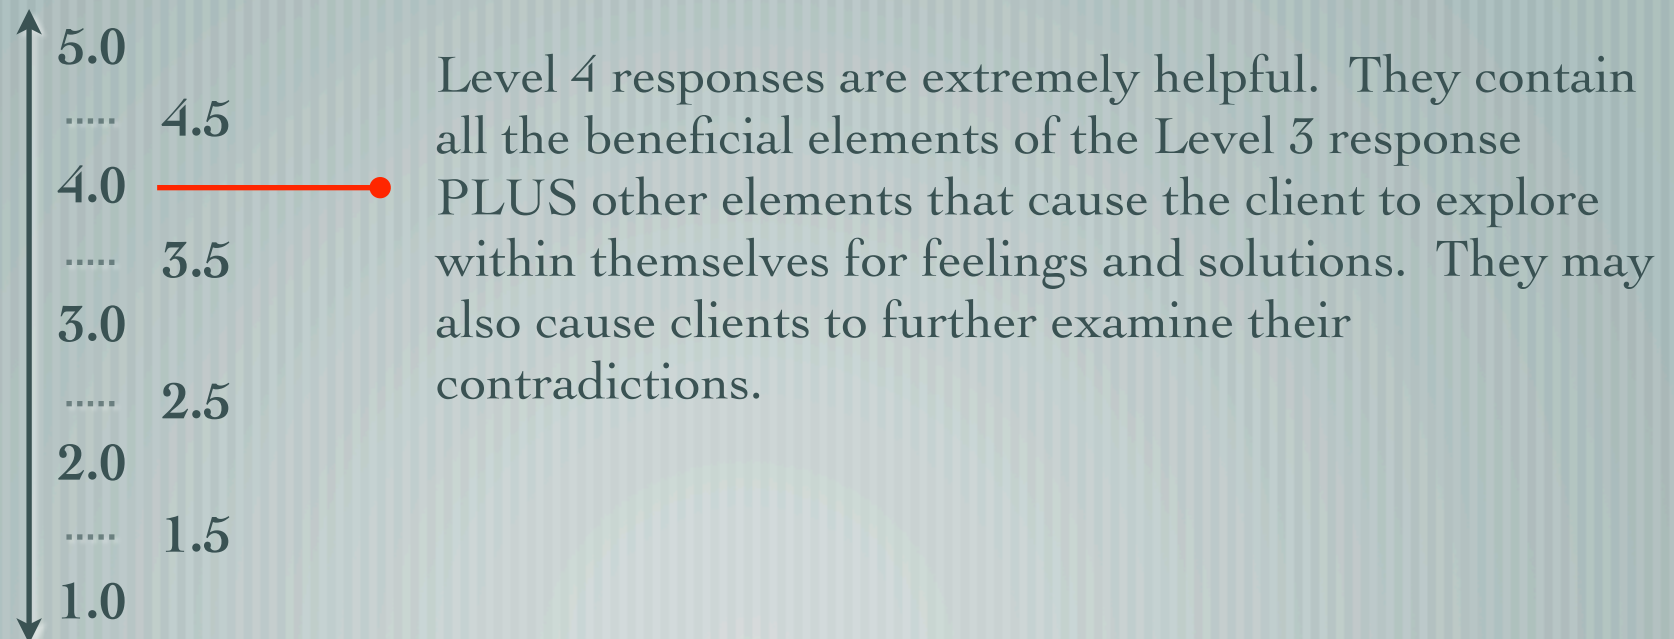 5.0
4.5
4.0
3.5
3.0
2.5
2.0
1.5
1.0
Level 4 responses are extremely helpful.  They contain
all the beneficial elements of the Level 3 response
PLUS other elements that cause the client to explore
within themselves for feelings and solutions.  They may
also cause clients to further examine their
contradictions.